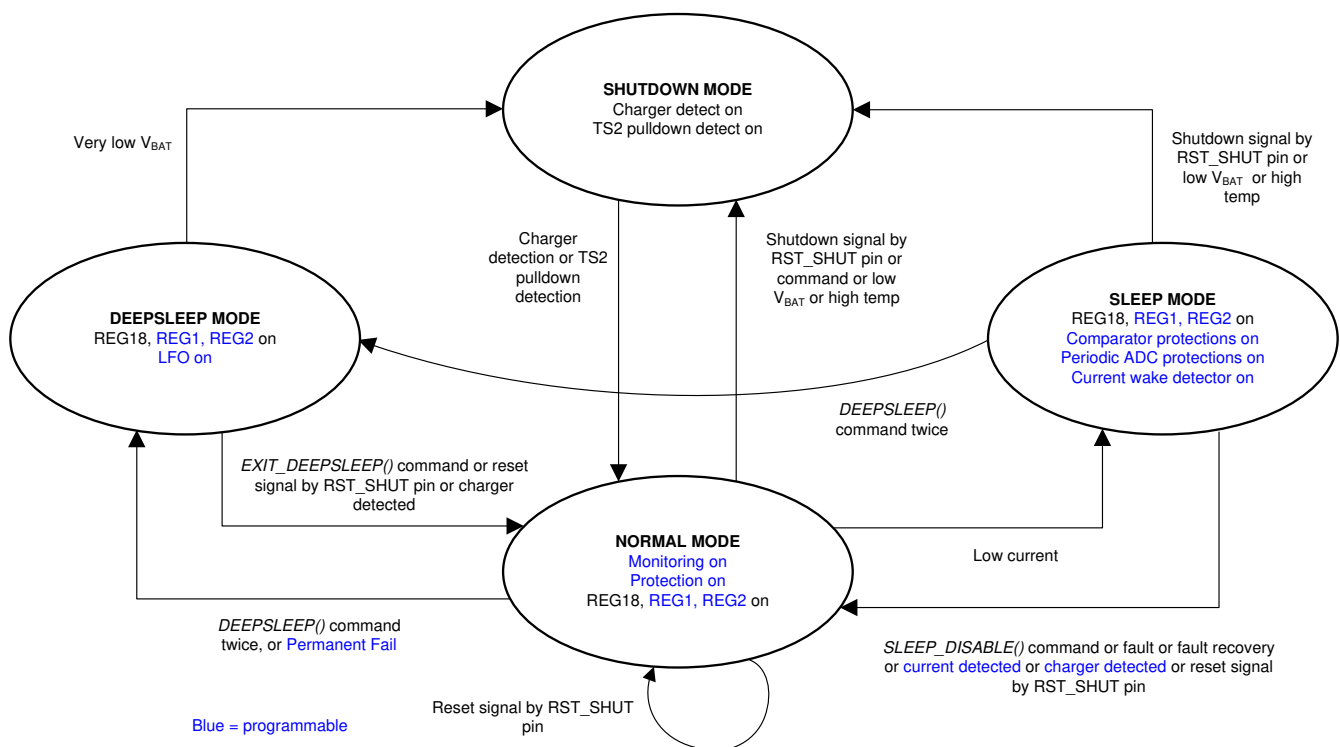 SHUTDOWN MODE
Charger detect on
TS2 pulldown detect on
Very low VBAT
Shutdown signal by
RST_SHUT pin or
low VBAT or high
temp
Charger
detection or TS2
pulldown
detection
Shutdown signal by
RST_SHUT pin or
command or low
VBAT or high temp
DEEPSLEEP MODE
REG18, REG1, REG2 on
LFO on
SLEEP MODE
REG18, REG1, REG2 on
Comparator protections on
Periodic ADC protections on
Current wake detector on
DEEPSLEEP()
command twice
EXIT_DEEPSLEEP() command or reset
signal by RST_SHUT pin or charger
detected
NORMAL MODE
Monitoring on
Protection on
REG18, REG1, REG2 on
Low current
DEEPSLEEP() command
twice, or Permanent Fail
SLEEP_DISABLE() command or fault or fault recovery
or current detected or charger detected or reset signal
by RST_SHUT pin
Reset signal by RST_SHUT
pin
Blue = programmable